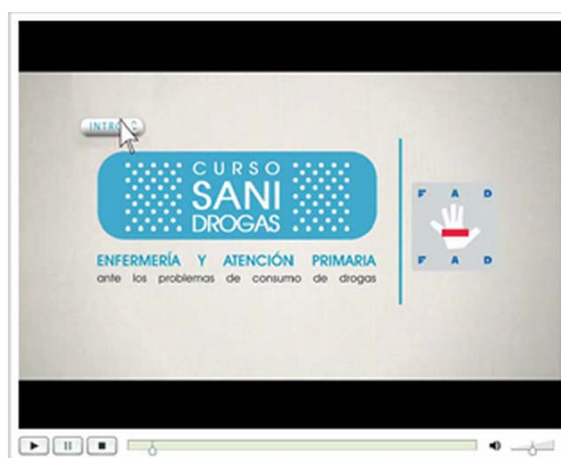 CURSO
SANI
DROGAS
ENFERMERÍA Y ATENCIÓN PRIMARIA
ante los problemas de consumo de drogas
F A D
F A D